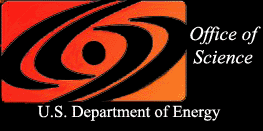 Office of
Science
U.S. Department of Energy